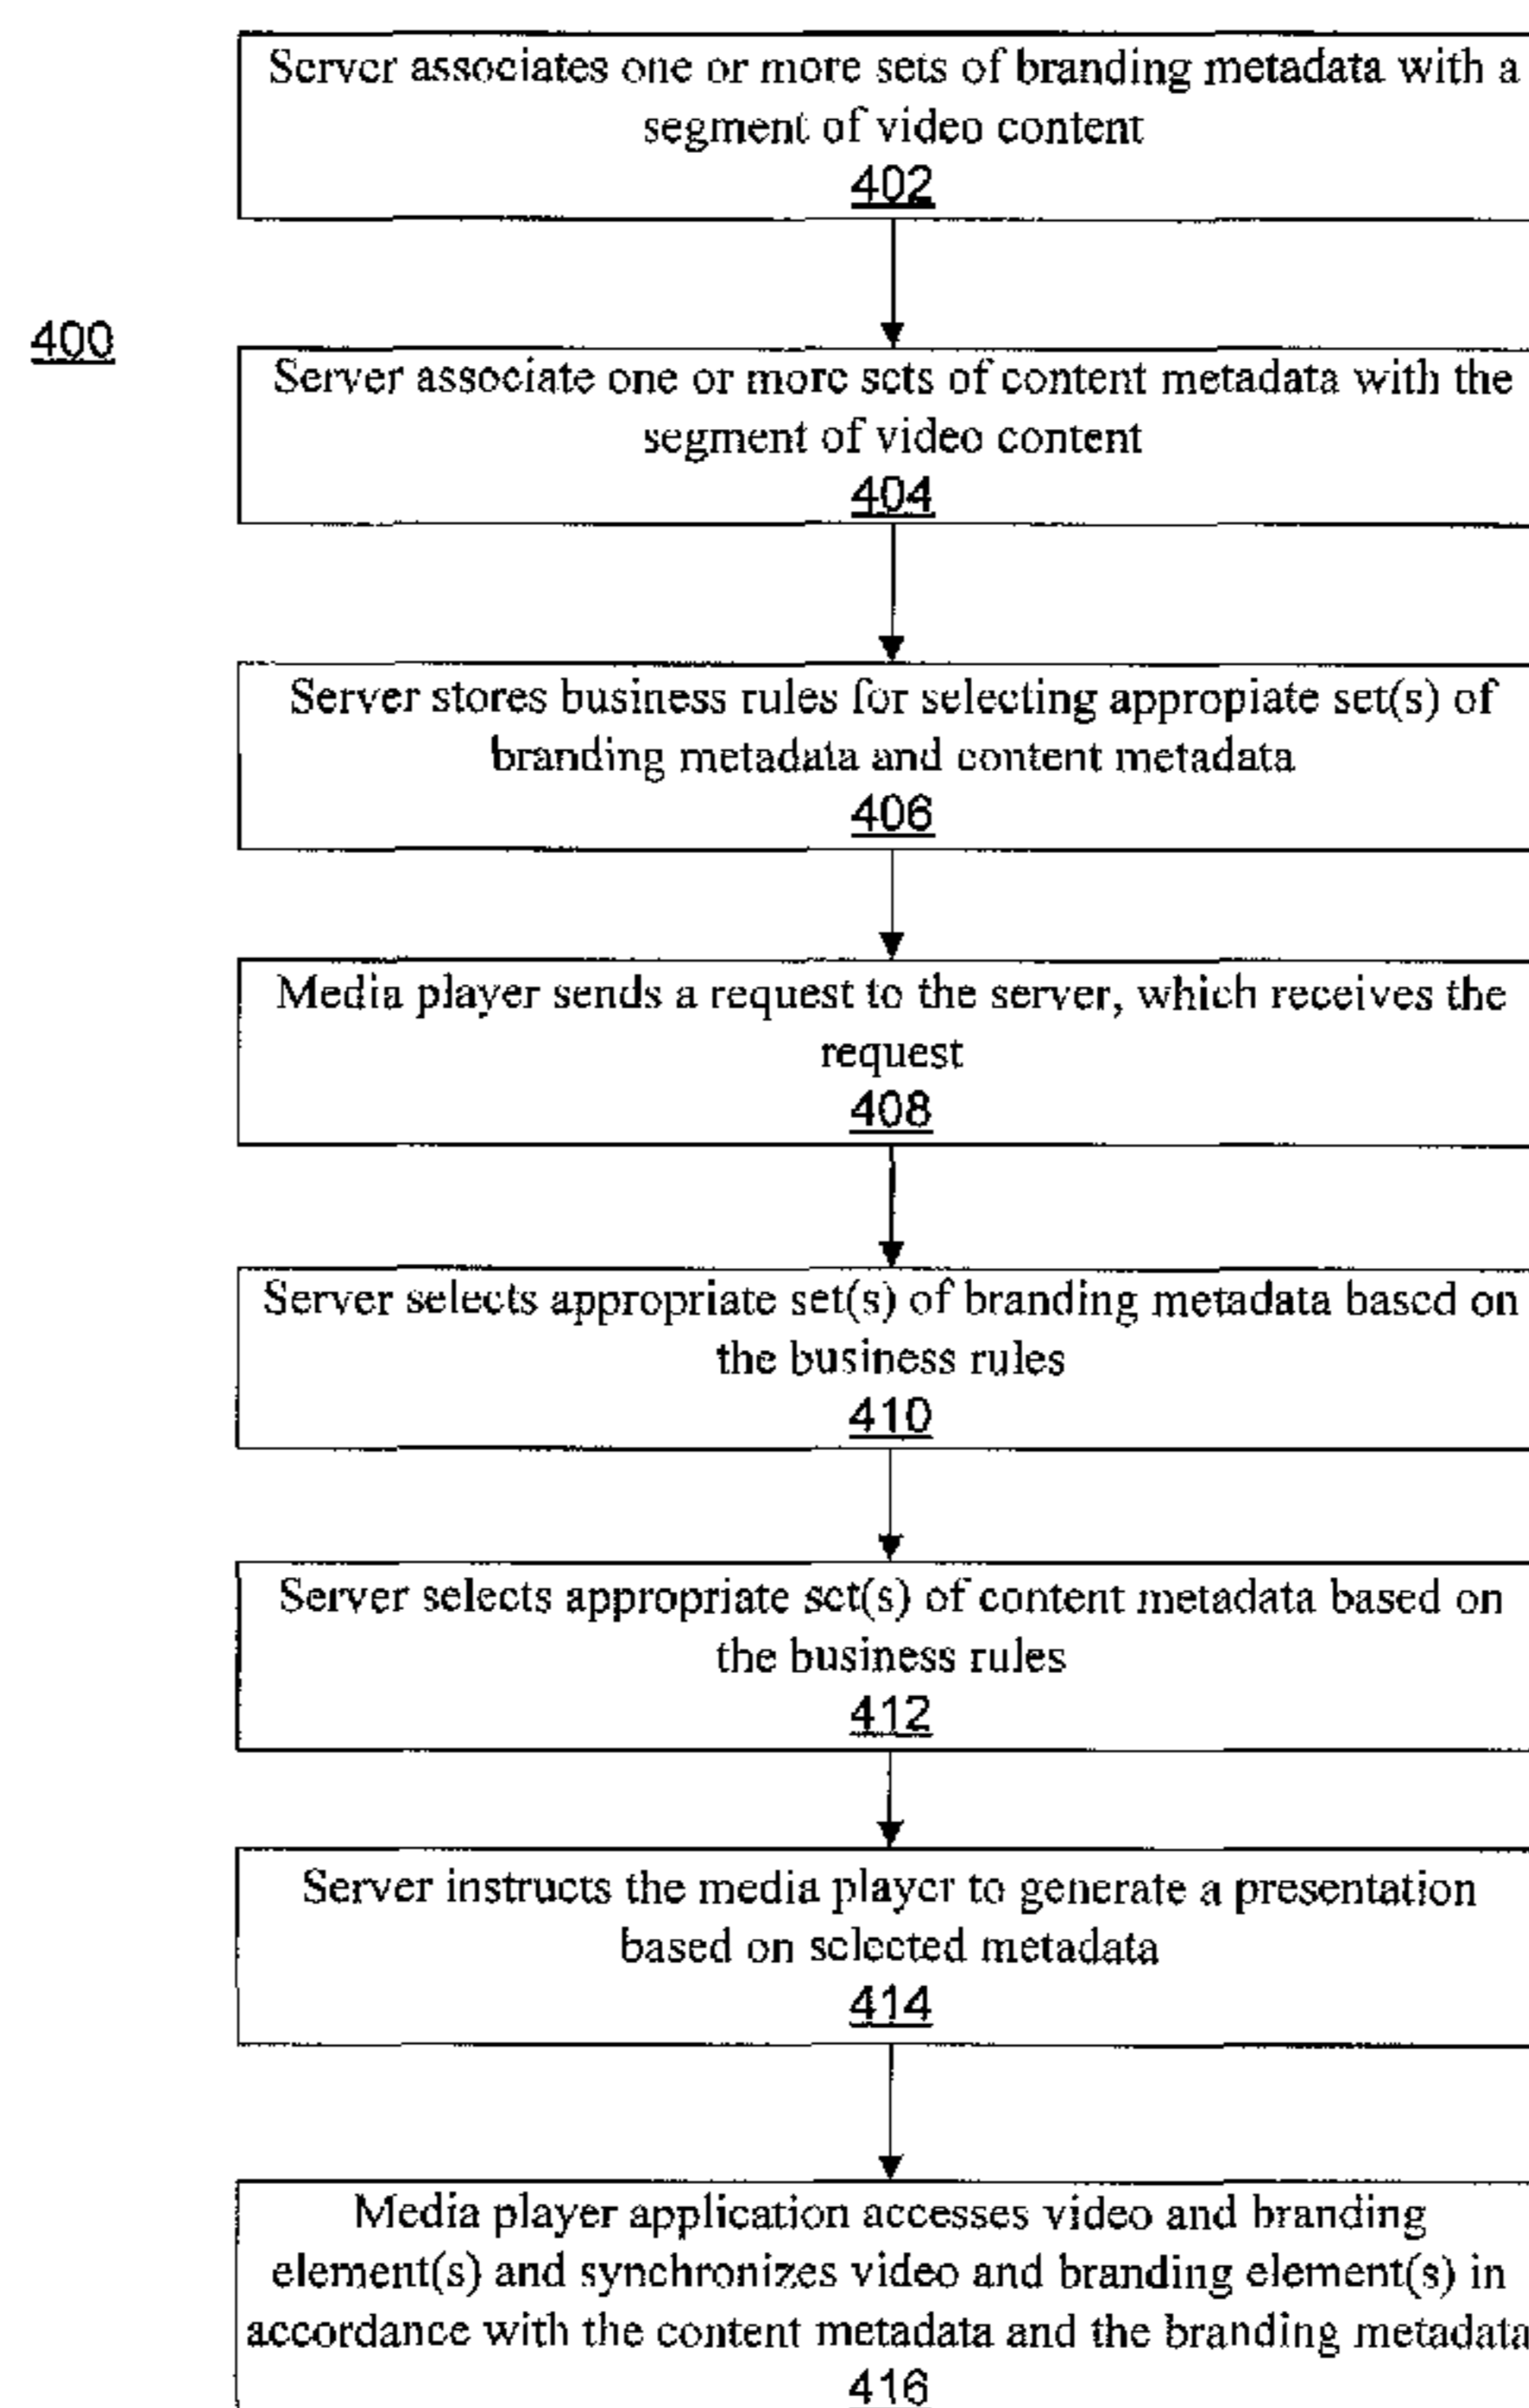 Server associates one or more sets of branding metadata with a
segment of video content
402
400
Server associate one or more sets of content metadata with the
segment of video content
404
Server stores business rules for selecting appropiate set(s) of
branding metadata and content metadata
406
Media player sends a request to the server, which receives the
request
408
Server selects appropriate set(s) of branding metadata based on
the business rules
410
Server selects appropriate set(s) of content metadata based on
the business rules
412
Server instructs the media player to generate a presentation
based on selected metadata
414
Media player application accesses video and branding
element(s) and synchronizes video and branding element(s) in
accordance with the content metadata and the branding metadata
416